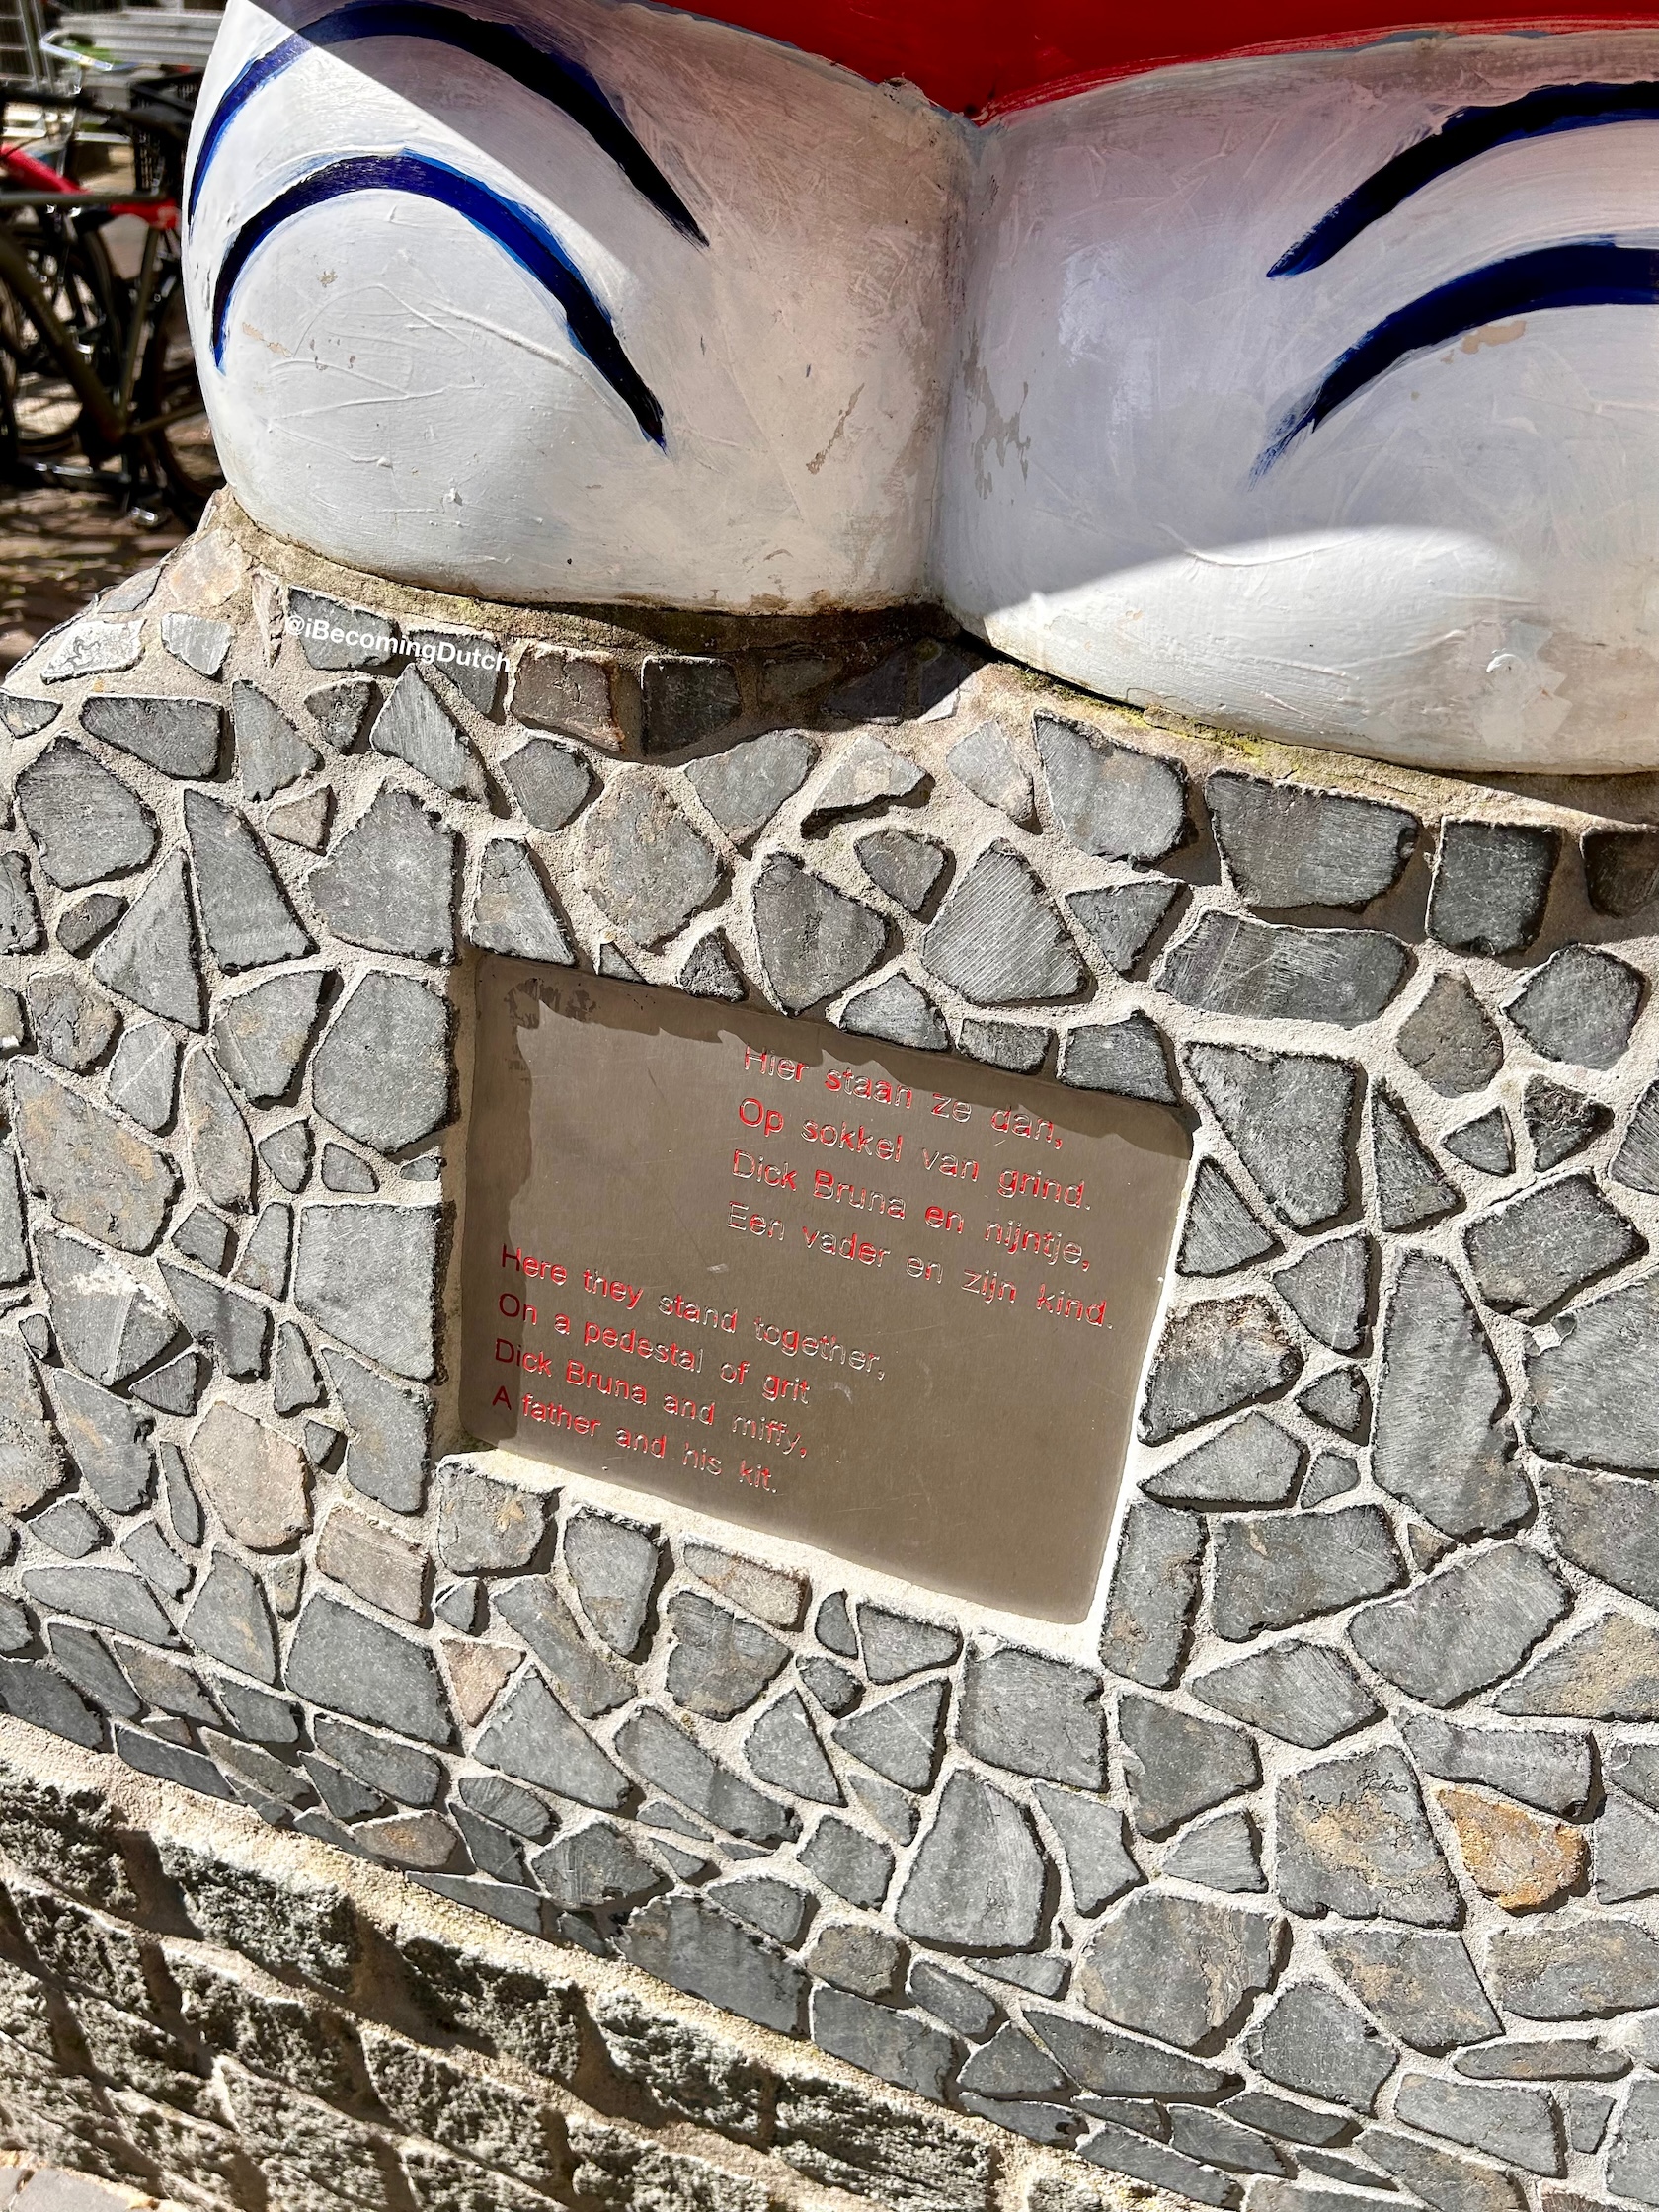 @iBecomingDutch
Hier staan ze dan,
Op sokkel van grind.
Dick Bruna en nijntje,
Een vader en zijn kind.
Here they stand together,
On a pedestal of grit
Dick Bruna and miffy,
A father and his kit.